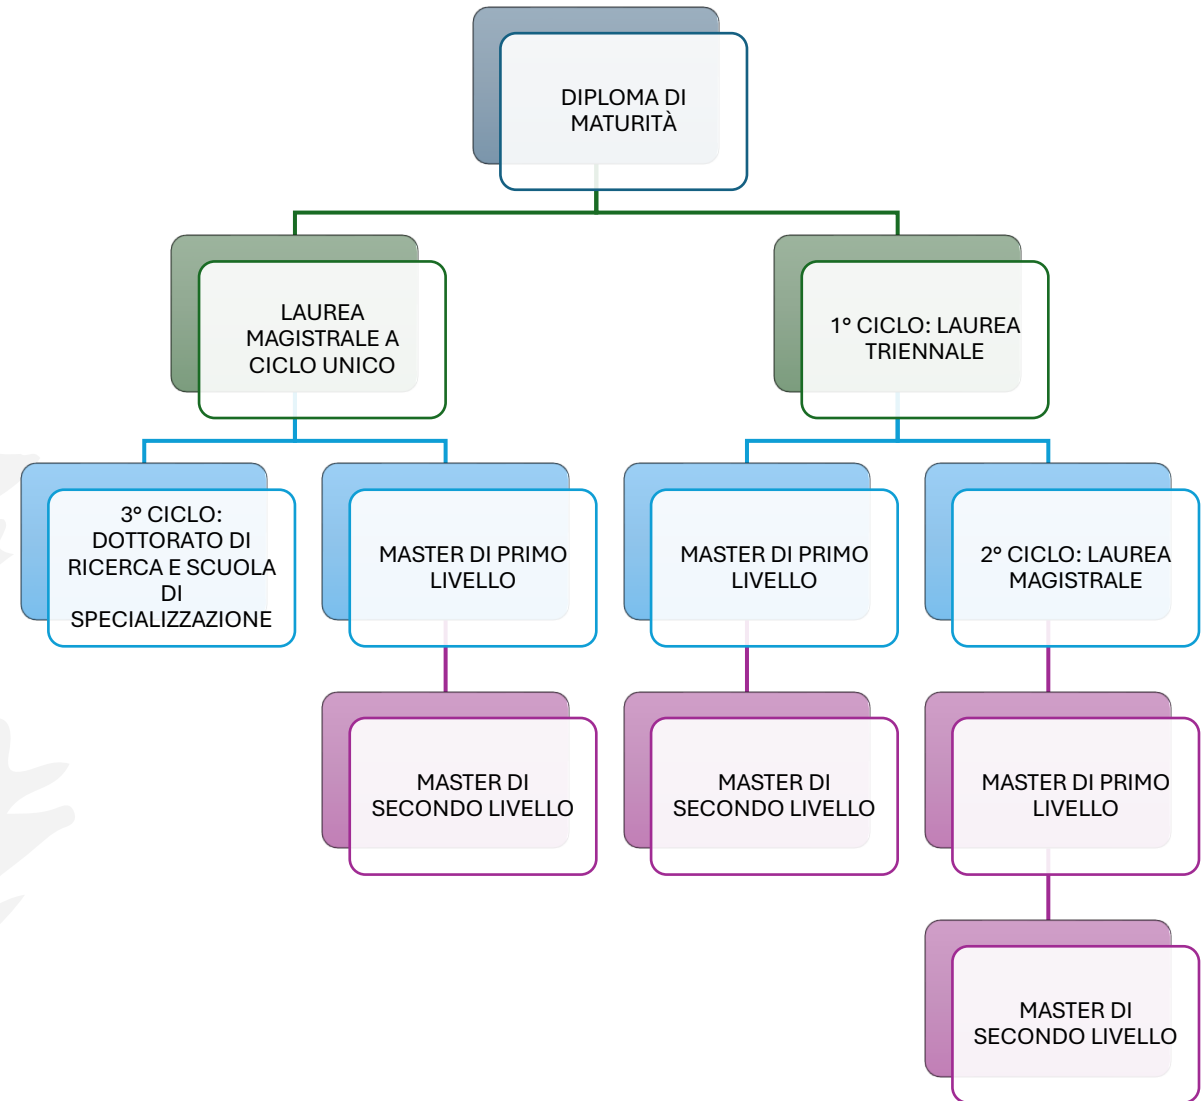 DIPLOMA DI
MATURITÀ
LAUREA
MAGISTRALE A
CICLO UNICO
1° CICLO: LAUREA
TRIENNALE
3° CICLO:
DOTTORATO DI
RICERCA E SCUOLA
DI
SPECIALIZZAZIONE
MASTER DI PRIMO
LIVELLO
MASTER DI PRIMO
LIVELLO
2° CICLO: LAUREA
MAGISTRALE
MASTER DI
SECONDO LIVELLO
MASTER DI
SECONDO LIVELLO
MASTER DI PRIMO
LIVELLO
MASTER DI
SECONDO LIVELLO